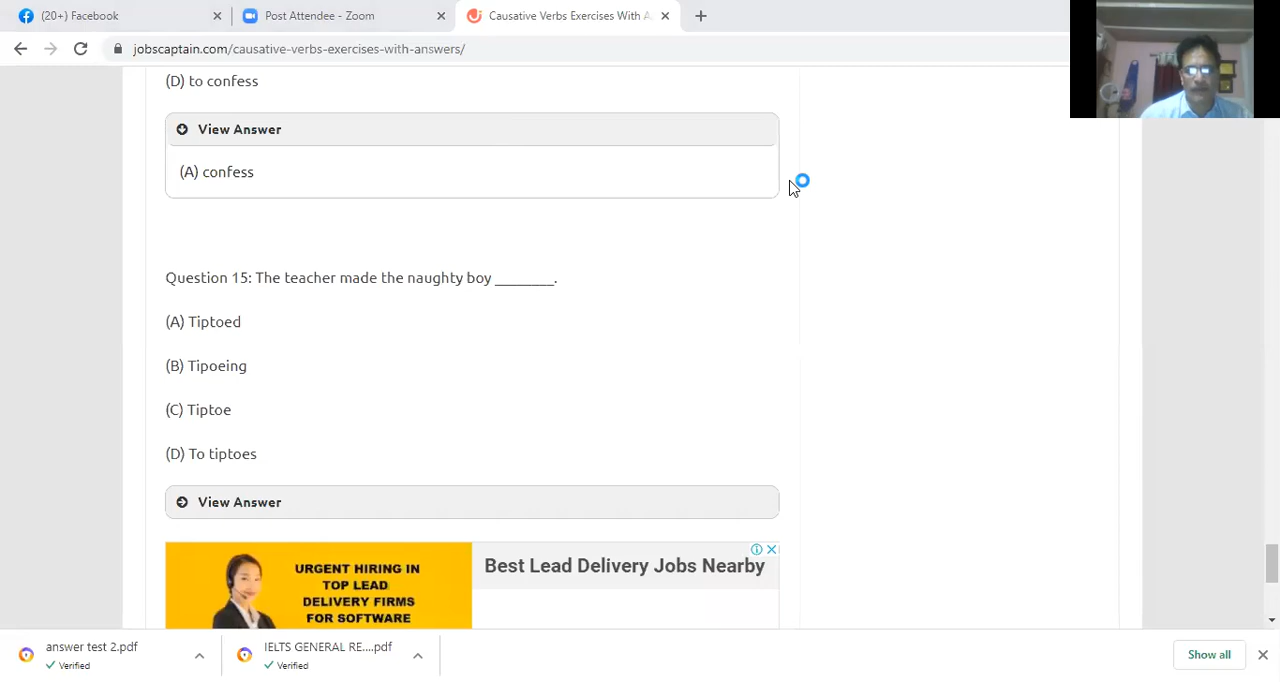 (20+) Facebook
Post Attendee - Zoom
Causative Verbs Exercises With A
jobscaptain.com/causative-verbs-exercises-with-answers/
(D) to confess
View Answer
(A) confess
Question 15: The teacher made the naughty boy ________.
(A) Tiptoed
(B) Tipoeing
(C) Tiptoe
(D) To tiptoes
View Answer
URGENT HIRING IN
TOP LEAD
DELIVERY FIRMS
FOR SOFTWARE
Best Lead Delivery Jobs Nearby
answer test 2.pdf
Verified
IELTS GENERAL RE....pdf
Verified
Show all